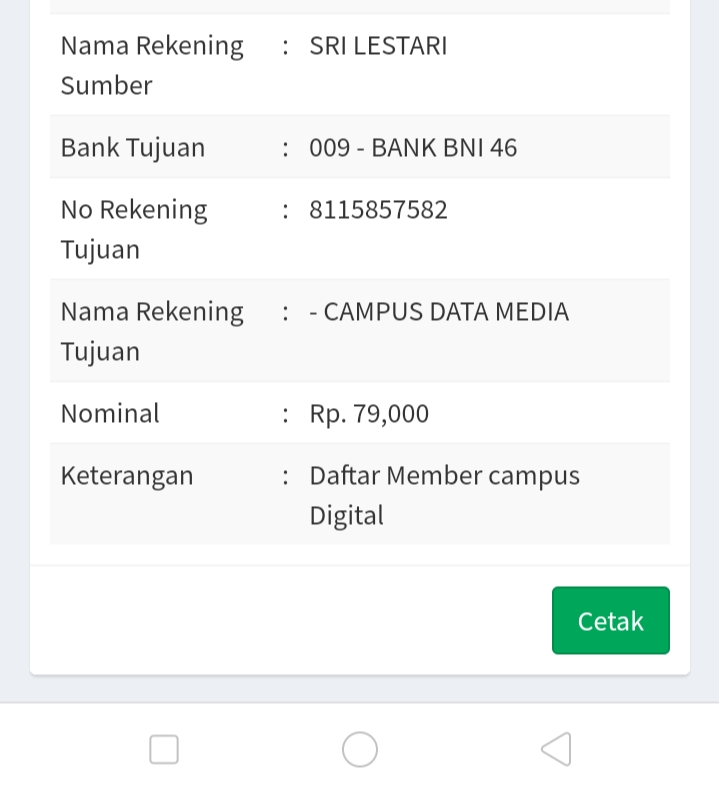 Nama Rekening : SRI LESTARI
Sumber
Bank Tujuan : 009 - BANK BNI 46
No Rekening : 8115857582
Tujuan
Nama Rekening : - CAMPUS DATA MEDIA
Tujuan
Nominal : Rp. 79,000
Keterangan : Daftar Member campus
Digital
Cetak